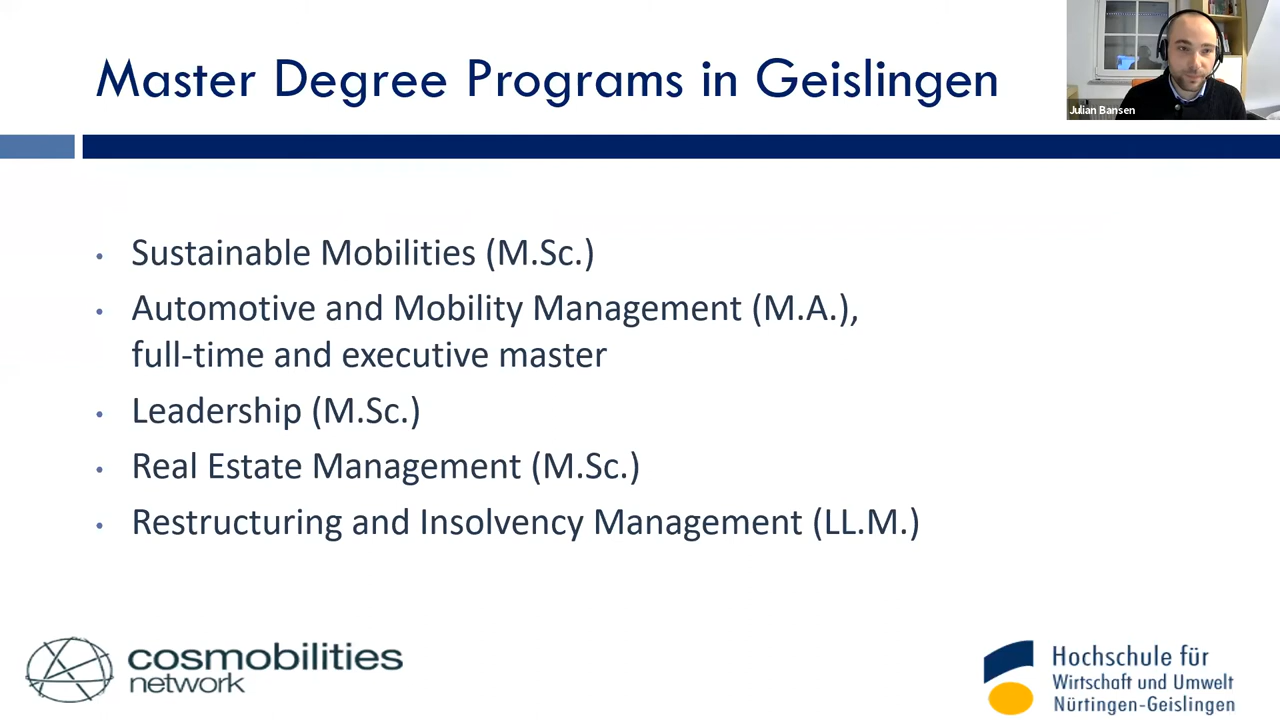 Master Degree Programs in Geislingen
Julian Bansen
• Sustainable Mobilities (M.Sc.)
• Automotive and Mobility Management (M.A.),
full-time and executive master
• Leadership (M.Sc.)
• Real Estate Management (M.Sc.)
• Restructuring and Insolvency Management (LL.M.)
cosmobilities
network
Hochschule für
Wirtschaft und Umwelt
Nürtingen-Geislingen